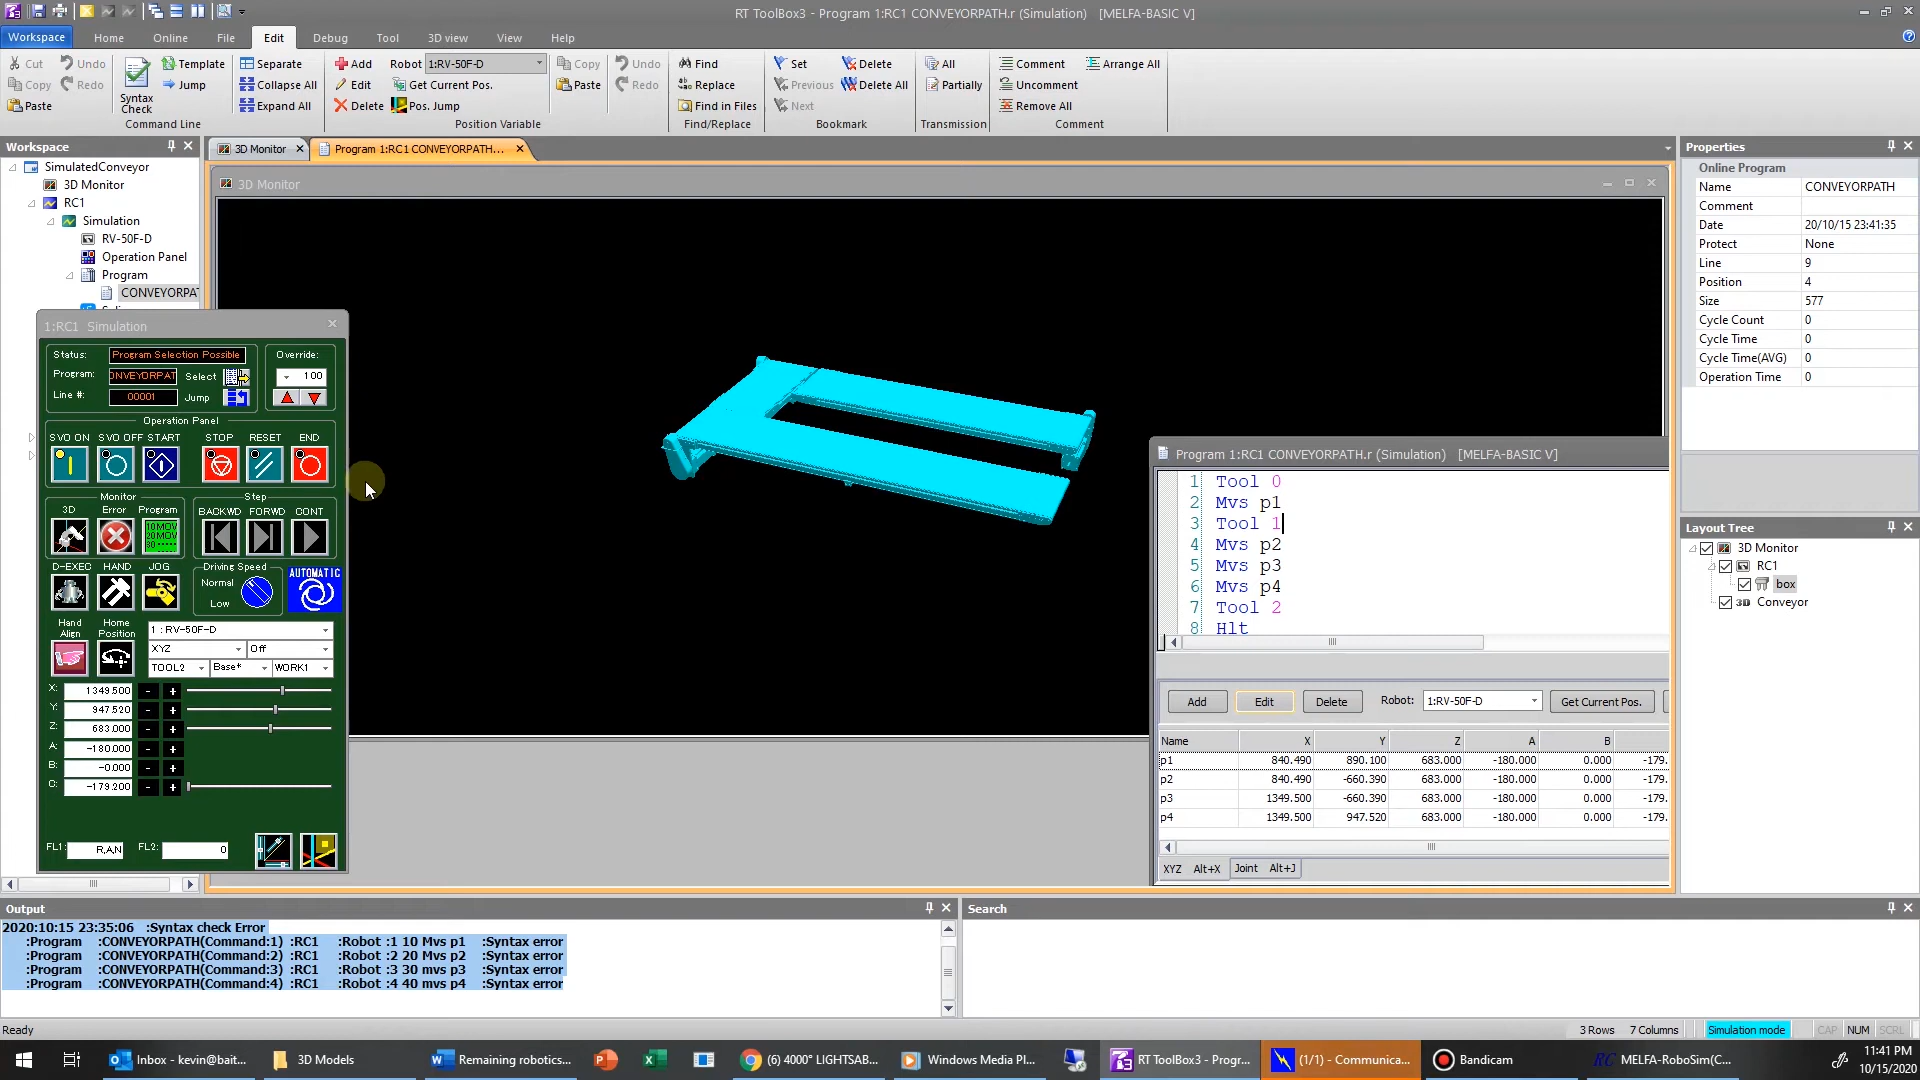 RT ToolBox3 - Program 1:RC1 CONVEYORPATH.r (Simulation) [MELFA-BASIC V]
Workspace Home Online File Edit Debug Tool 3D view View Help
Cut Undo Template Separate Add Robot 1:RV-50F-D Copy Undo Find Set Delete All Comment Arrange All
Copy Redo Jump Collapse All Edit Get Current Pos. Paste Redo Replace Previous Delete All Partially Uncomment
Paste Syntax Check Expand All Delete Pos. Jump Find in Files Next Remove All
Command Line Position Variable Find/Replace Bookmark Transmission Comment
Workspace
SimulatedConveyor
3D Monitor
RC1
Simulation
RV-50F-D
Operation Panel
Program
CONVEYORPA
3D Monitor Program 1:RC1 CONVEYORPATH...
3D Monitor
1:RC1 Simulation
Status: Program Selection Possible Override:
Program: ONVEYORPAT Select 100
Line #: 00001 Jump
Operation Panel
SVO ON SVO OFF START STOP RESET END
Monitor Step
3D Error Program BACKWD FORWD CONT
10MOV
20MOV
30
D-EXEC HAND JOG Driving Speed AUTOMATIC
Normal
Low
Hand Align Home Position 1 : RV-50F-D
XYZ Off
TOOL2 Base* WORK1
X: 1349.500 - +
Y: 947.520 - +
Z: 683.000 - +
A: -180.000 - +
B: -0.000 - +
C: -179.200 - +
FL1: R,A,N FL2: 0
Program 1:RC1 CONVEYORPATH.r (Simulation) [MELFA-BASIC V]
1 Tool 0
2 Mvs p1
3 Tool 1
4 Mvs p2
5 Mvs p3
6 Mvs p4
7 Tool 2
8 Hlt
Add Edit Delete Robot: 1:RV-50F-D Get Current Pos.
Name X Y Z A B
p1 840.490 890.100 683.000 -180.000 0.000 -179.
p2 840.490 -660.390 683.000 -180.000 0.000 -179.
p3 1349.500 -660.390 683.000 -180.000 0.000 -179.
p4 1349.500 947.520 683.000 -180.000 0.000 -179.
XYZ Alt+X Joint Alt+J
Properties
Online Program
Name CONVEYORPATH
Comment
Date 20/10/15 23:41:35
Protect None
Line 9
Position 4
Size 577
Cycle Count 0
Cycle Time 0
Cycle Time(AVG) 0
Operation Time 0
Layout Tree
3D Monitor
RC1
box
3D Conveyor
Output
2020:10:15 23:35:06 :Syntax check Error
:Program :CONVEYORPATH(Command:1) :RC1 :Robot :1 10 Mvs p1 :Syntax error
:Program :CONVEYORPATH(Command:2) :RC1 :Robot :2 20 Mvs p2 :Syntax error
:Program :CONVEYORPATH(Command:3) :RC1 :Robot :3 30 mvs p3 :Syntax error
:Program :CONVEYORPATH(Command:4) :RC1 :Robot :4 40 mvs p4 :Syntax error
Search
Ready 3 Rows 7 Columns Simulation mode CAP NUM SCRL
Inbox - kevin@bait... 3D Models Remaining robotics... (6) 4000° LIGHTSAB... Windows Media Pl... RT ToolBox3 - Progr... (1/1) - Communica... Bandicam RC MELFA-RoboSim(C... 11:41 PM
10/15/2020